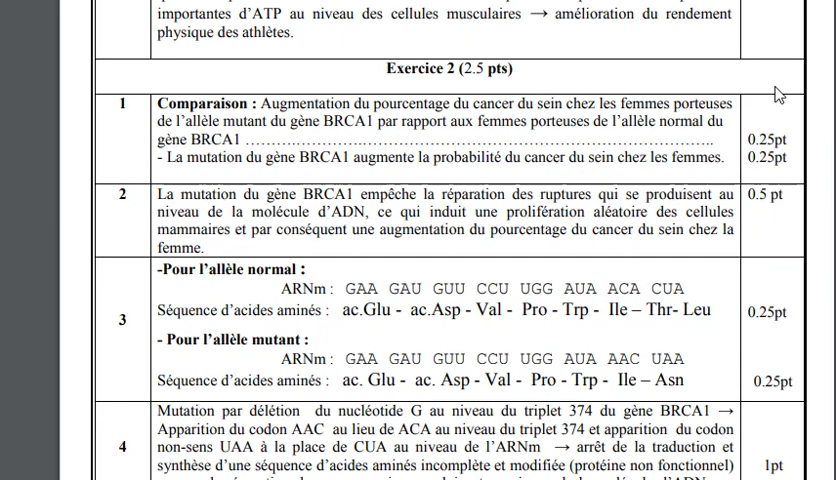 importantes d'ATP au niveau des cellules musculaires → amélioration du rendement
physique des athlètes.
Exercice 2 (2.5 pts)
1
Comparaison : Augmentation du pourcentage du cancer du sein chez les femmes porteuses
de l'allèle mutant du gène BRCA1 par rapport aux femmes porteuses de l'allèle normal du
gène BRCA1 ………………………………………………………………………….. 0.25pt
- La mutation du gène BRCA1 augmente la probabilité du cancer du sein chez les femmes. 0.25pt
2
La mutation du gène BRCA1 empêche la réparation des ruptures qui se produisent au 0.5 pt
niveau de la molécule d'ADN, ce qui induit une prolifération aléatoire des cellules
mammaires et par conséquent une augmentation du pourcentage du cancer du sein chez la
femme.
3
-Pour l'allèle normal :
ARNm : GAA GAU GUU CCU UGG AUA ACA CUA
Séquence d'acides aminés : ac.Glu - ac.Asp - Val - Pro - Trp - Ile – Thr- Leu 0.25pt
- Pour l'allèle mutant :
ARNm : GAA GAU GUU CCU UGG AUA AAC UAA
Séquence d'acides aminés : ac. Glu - ac. Asp - Val - Pro - Trp - Ile – Asn 0.25pt
4
Mutation par délétion du nucléotide G au niveau du triplet 374 du gène BRCA1 →
Apparition du codon AAC au lieu de ACA au niveau du triplet 374 et apparition du codon
non-sens UAA à la place de CUA au niveau de l'ARNm → arrêt de la traduction et
synthèse d'une séquence d'acides aminés incomplète et modifiée (protéine non fonctionnel) 1pt